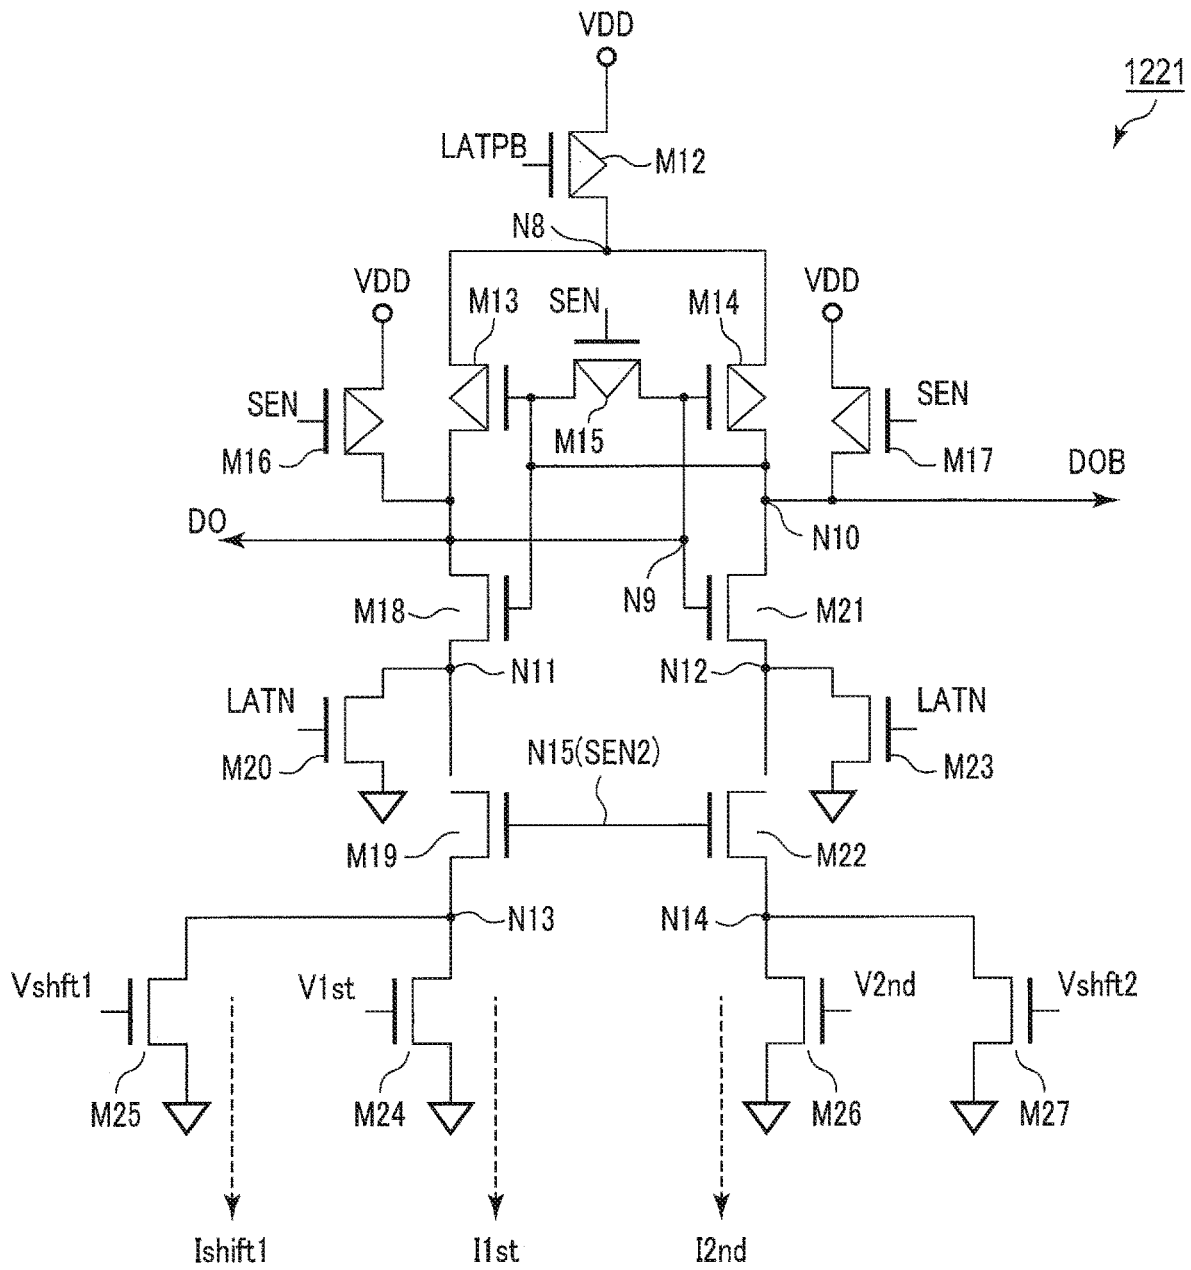 VDD
1221
LATPB
M12
N8
VDD
M13
SEN
M14
VDD
SEN
M16
M15
SEN
M17
DOB
DO
N10
N9
M18
M21
N11
N12
LATN
M20
N15(SEN2)
LATN
M23
M19
M22
N13
N14
Vshft1
V1st
V2nd
Vshft2
M25
M24
M26
M27
Ishift1
I1st
I2nd